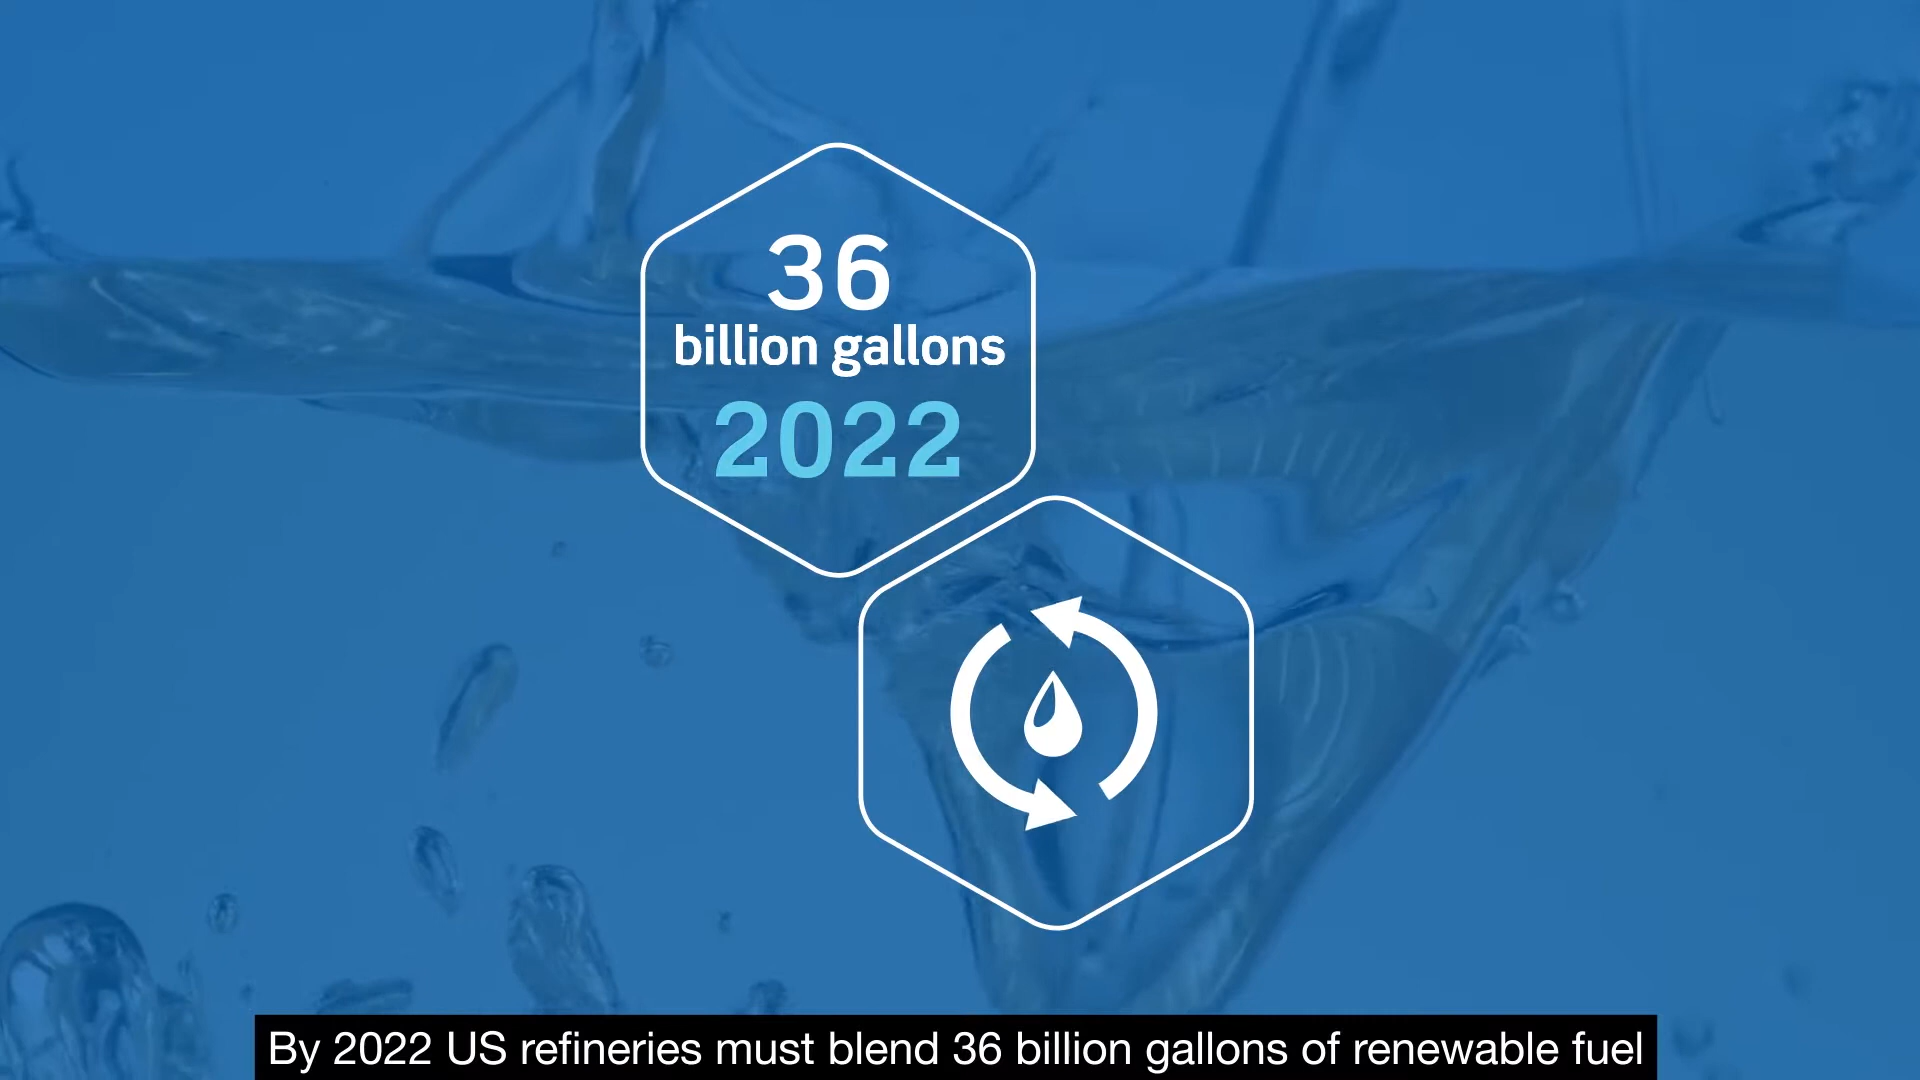 36
billion gallons
2022
By 2022 US refineries must blend 36 billion gallons of renewable fuel